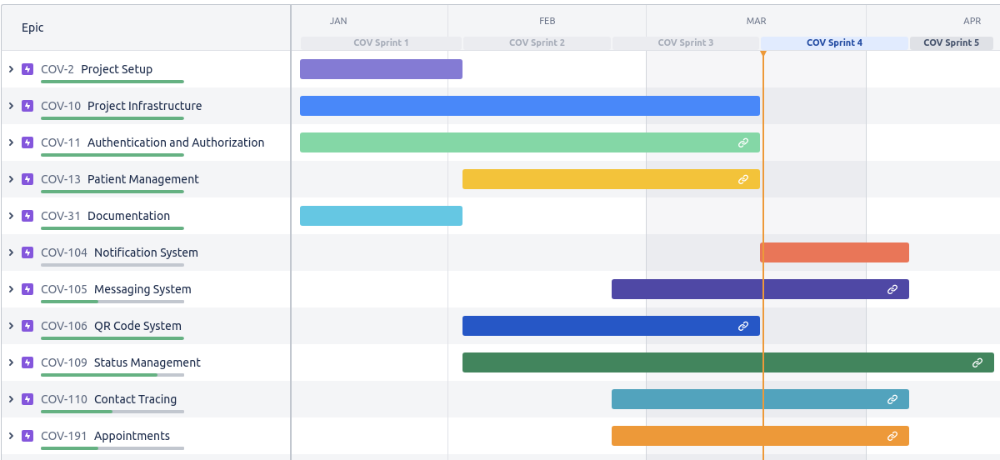 Epic
JAN FEB MAR APR
COV Sprint 1 COV Sprint 2 COV Sprint 3 COV Sprint 4 COV Sprint 5
COV-2 Project Setup
COV-10 Project Infrastructure
COV-11 Authentication and Authorization
COV-13 Patient Management
COV-31 Documentation
COV-104 Notification System
COV-105 Messaging System
COV-106 QR Code System
COV-109 Status Management
COV-110 Contact Tracing
COV-191 Appointments